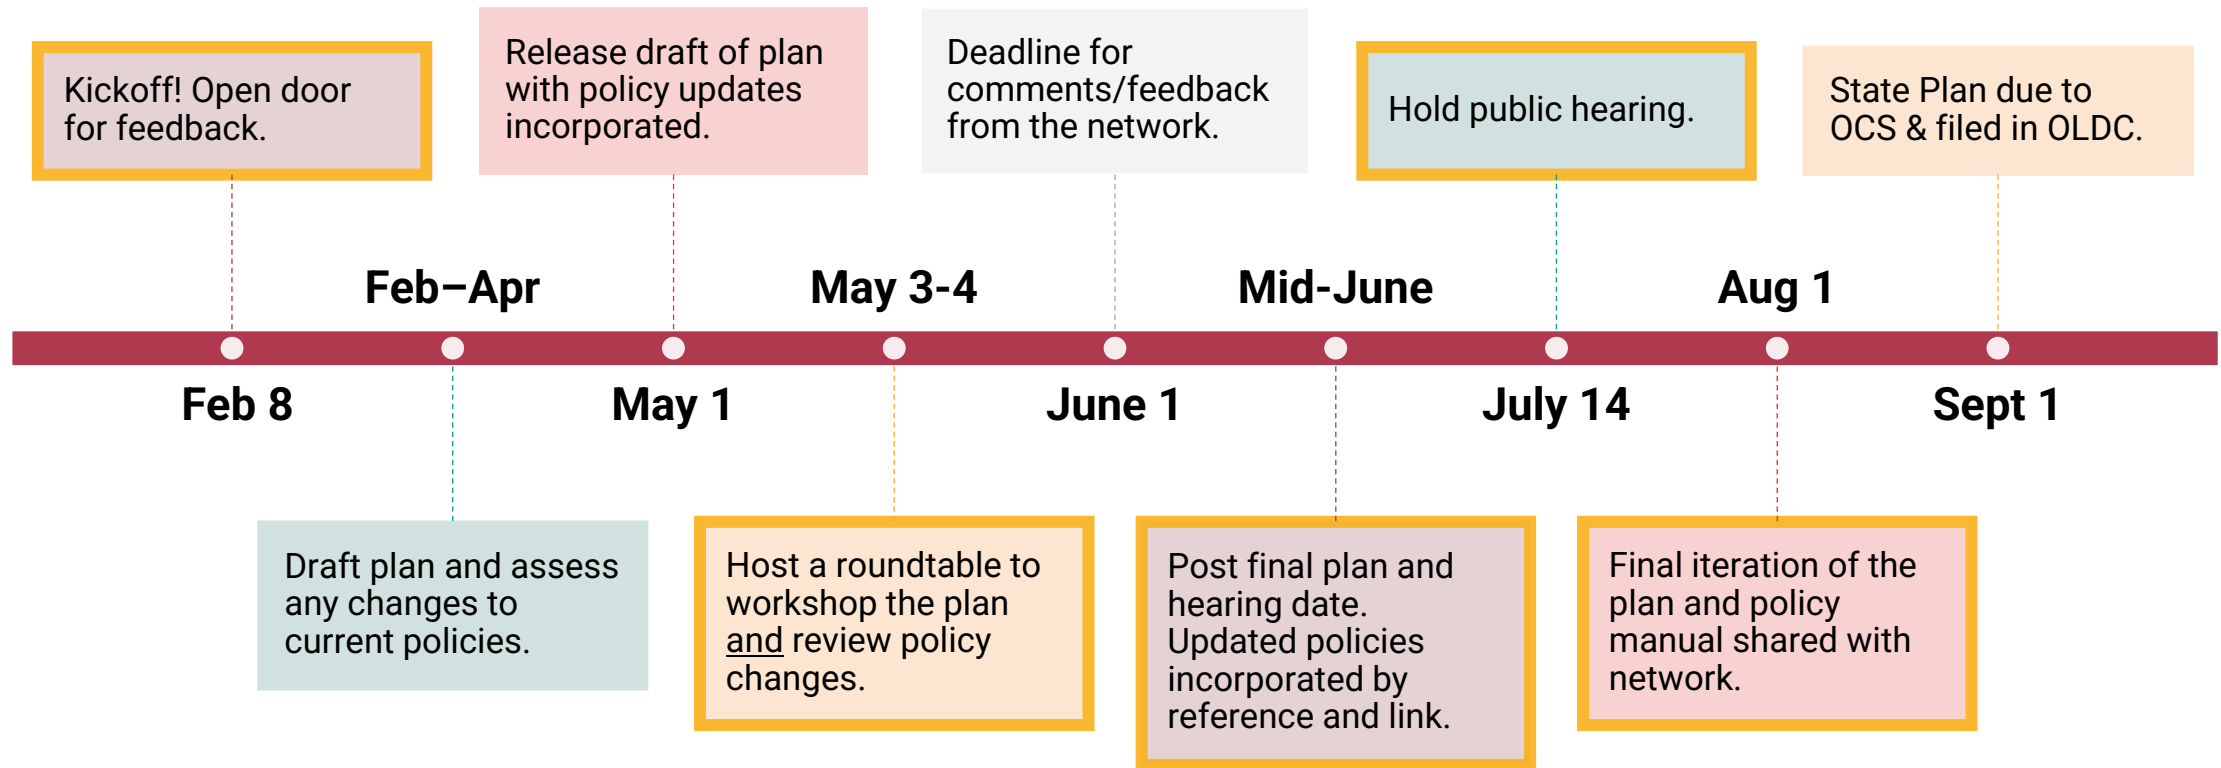 Kickoff! Open door
for feedback.
Release draft of plan
with policy updates
incorporated.
Deadline for
comments/feedback
from the network.
Hold public hearing.
State Plan due to
OCS & filed in OLDC.
Feb–Apr
May 3-4
Mid-June
Aug 1
Feb 8
May 1
June 1
July 14
Sept 1
Draft plan and assess
any changes to
current policies.
Host a roundtable to
workshop the plan
and review policy
changes.
Post final plan and
hearing date.
Updated policies
incorporated by
reference and link.
Final iteration of the
plan and policy
manual shared with
network.